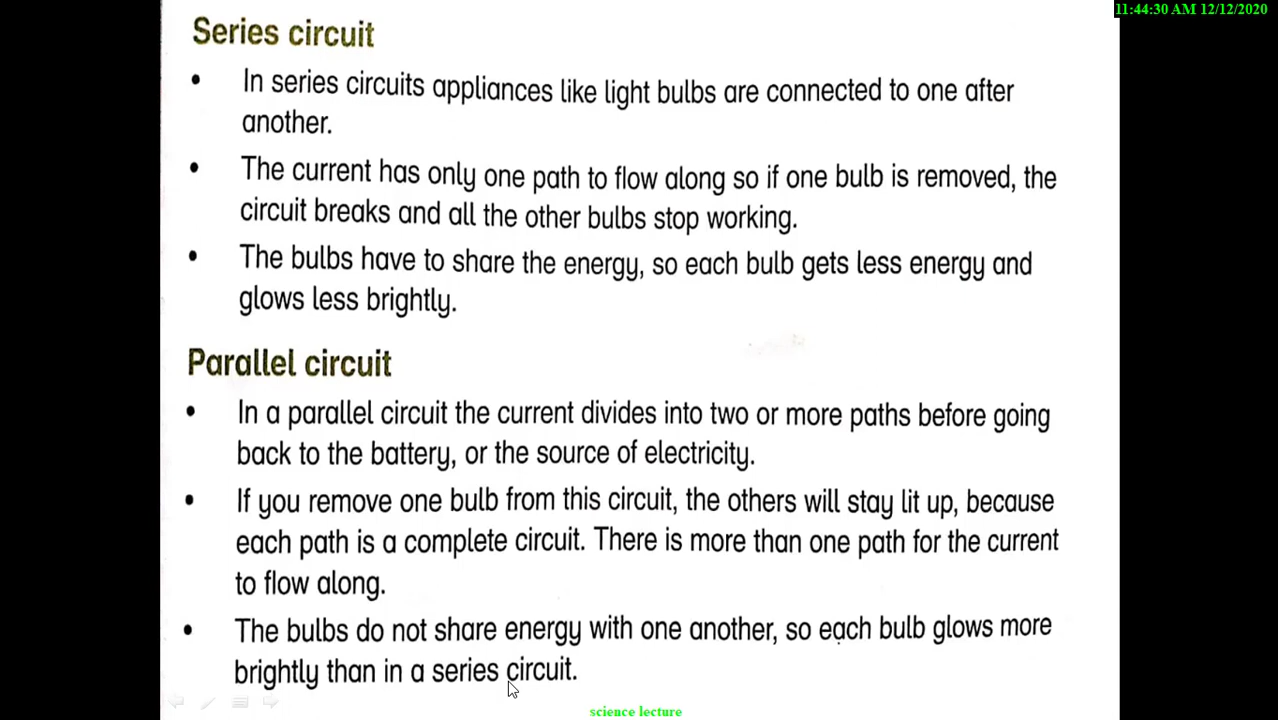 11:44:30 AM 12/12/2020
Series circuit
• In series circuits appliances like light bulbs are connected to one after
another.
• The current has only one path to flow along so if one bulb is removed, the
circuit breaks and all the other bulbs stop working.
• The bulbs have to share the energy, so each bulb gets less energy and
glows less brightly.
Parallel circuit
• In a parallel circuit the current divides into two or more paths before going
back to the battery, or the source of electricity.
• If you remove one bulb from this circuit, the others will stay lit up, because
each path is a complete circuit. There is more than one path for the current
to flow along.
• The bulbs do not share energy with one another, so each bulb glows more
brightly than in a series circuit.
science lecture